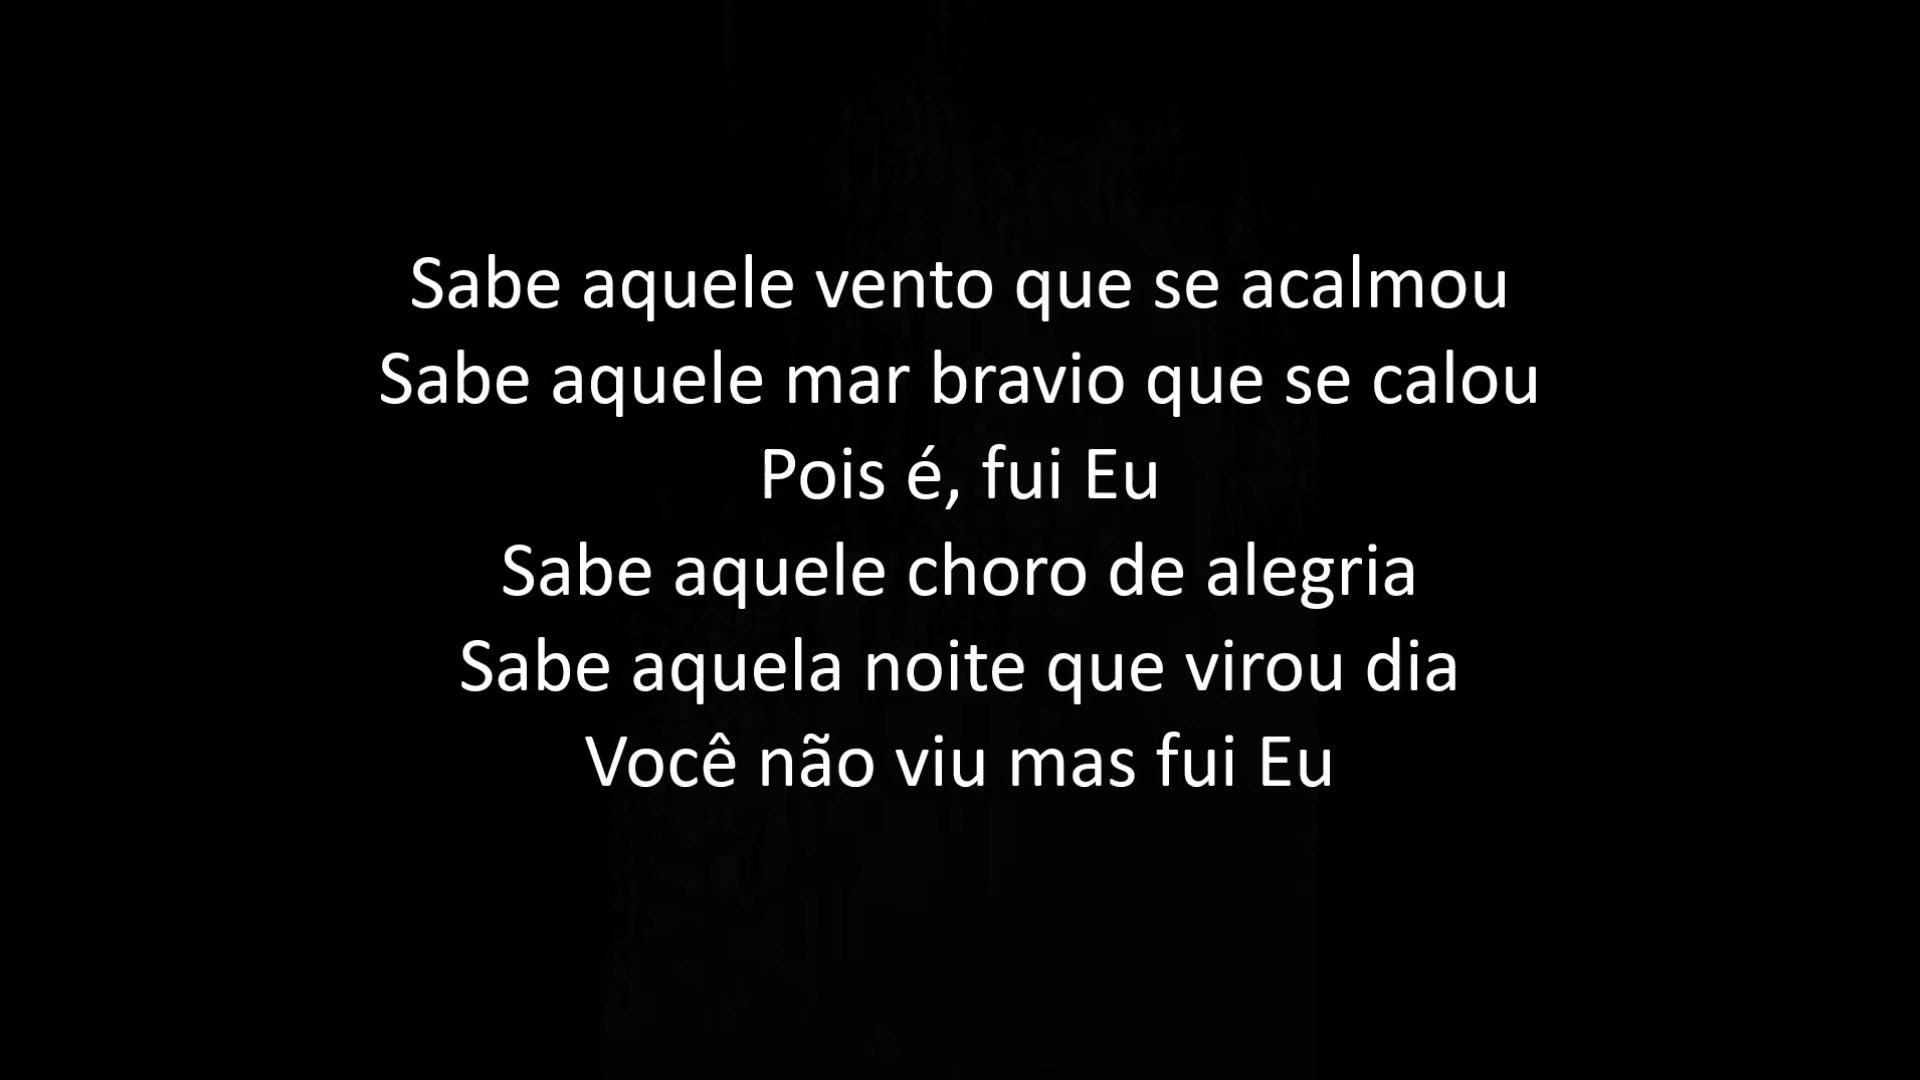 Sabe aquele vento que se acalmou
Sabe aquele mar bravio que se calou
Pois é, fui Eu
Sabe aquele choro de alegria
Sabe aquela noite que virou dia
Você não viu mas fui Eu